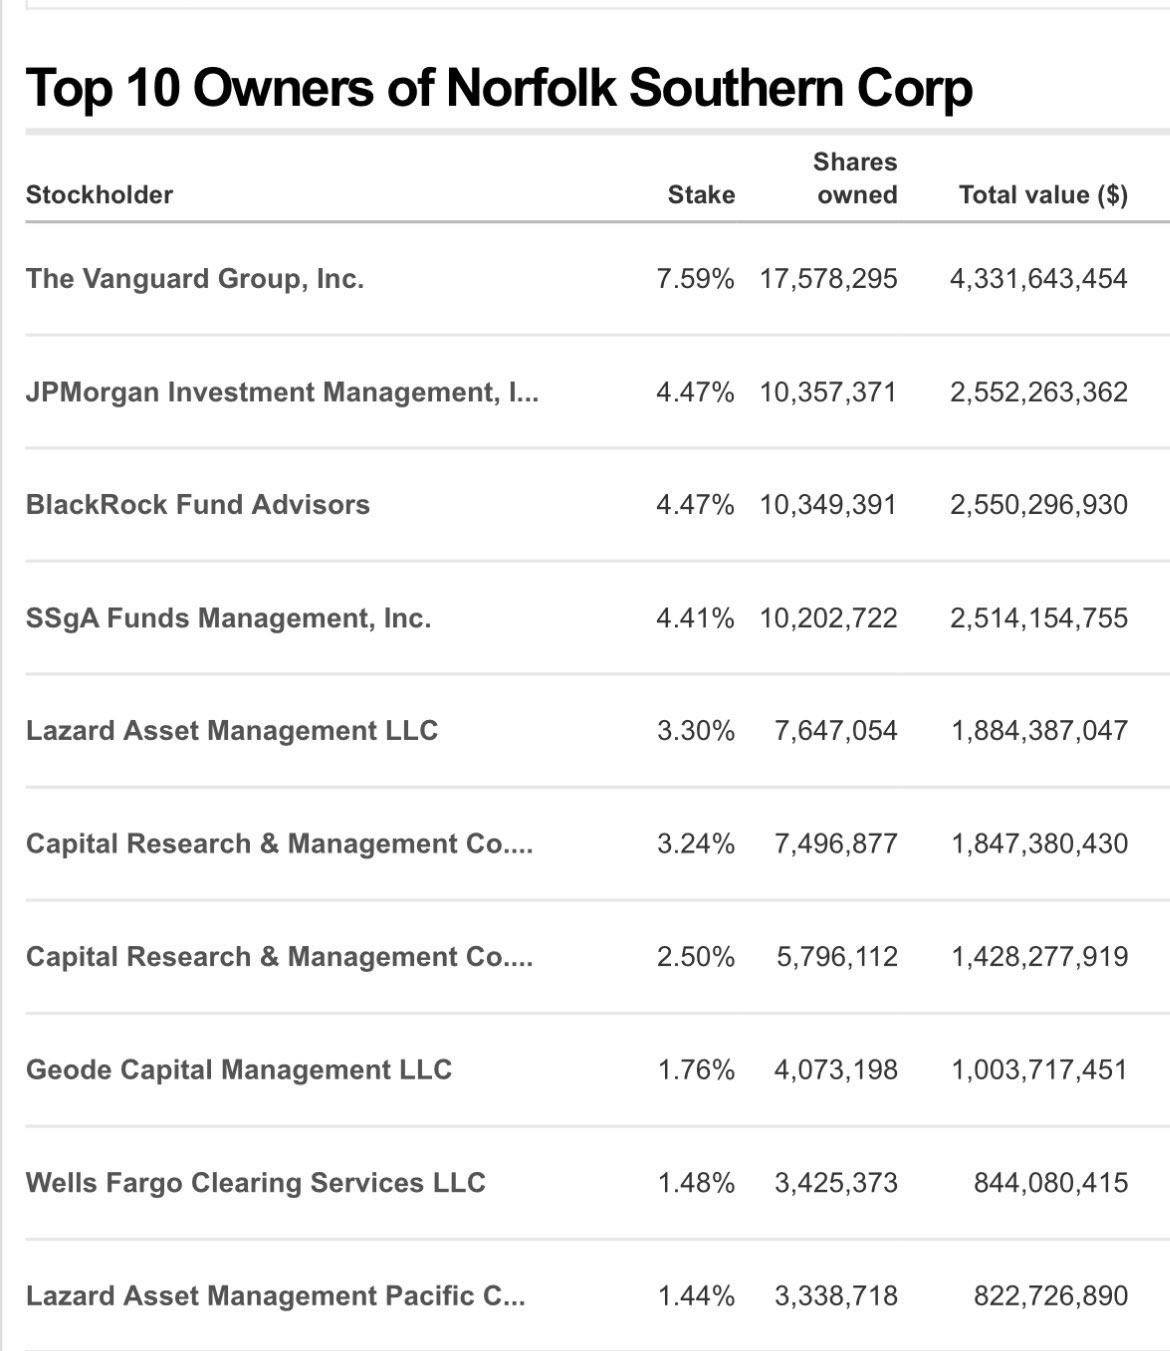 Top 10 Owners of Norfolk Southern Corp
Stockholder Stake Shares owned Total value ($)
The Vanguard Group, Inc. 7.59% 17,578,295 4,331,643,454
JPMorgan Investment Management, I... 4.47% 10,357,371 2,552,263,362
BlackRock Fund Advisors 4.47% 10,349,391 2,550,296,930
SSgA Funds Management, Inc. 4.41% 10,202,722 2,514,154,755
Lazard Asset Management LLC 3.30% 7,647,054 1,884,387,047
Capital Research & Management Co.... 3.24% 7,496,877 1,847,380,430
Capital Research & Management Co.... 2.50% 5,796,112 1,428,277,919
Geode Capital Management LLC 1.76% 4,073,198 1,003,717,451
Wells Fargo Clearing Services LLC 1.48% 3,425,373 844,080,415
Lazard Asset Management Pacific C... 1.44% 3,338,718 822,726,890